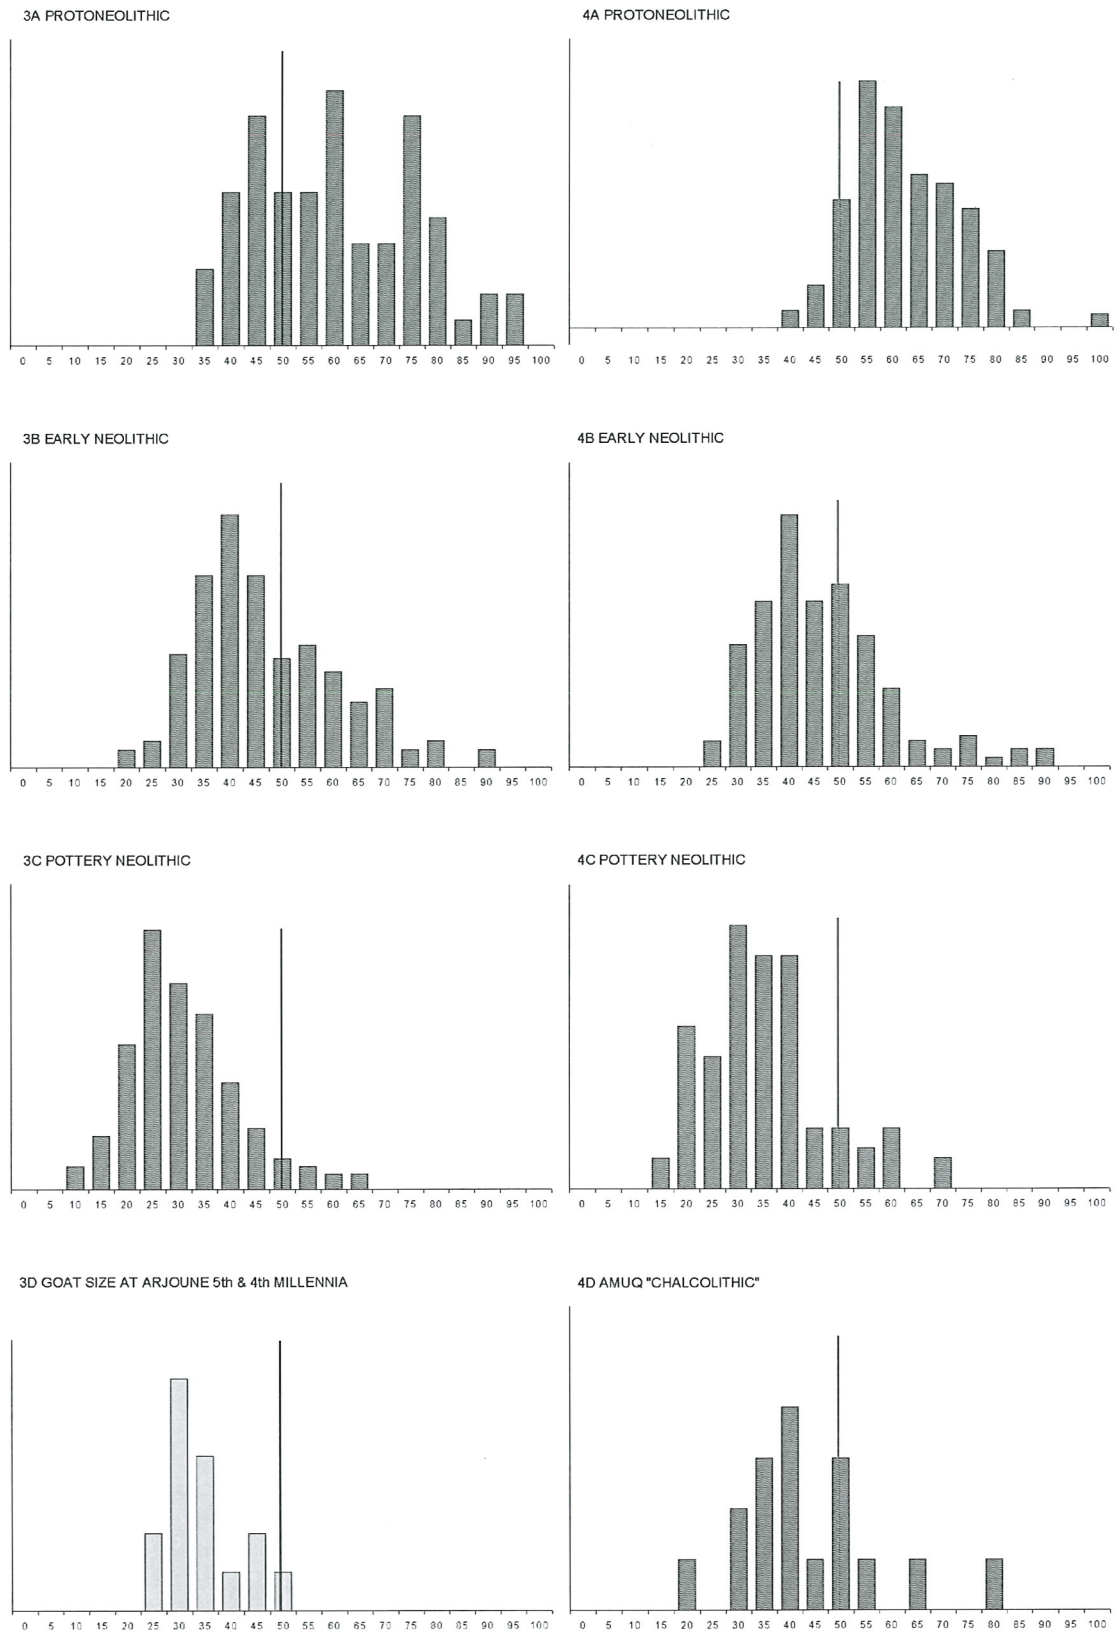 3A PROTONEOLITHIC
0 5 10 15 20 25 30 35 40 45 50 55 60 65 70 75 80 85 90 95 100
4A PROTONEOLITHIC
0 5 10 15 20 25 30 35 40 45 50 55 60 65 70 75 80 85 90 95 100
3B EARLY NEOLITHIC
0 5 10 15 20 25 30 35 40 45 50 55 60 65 70 75 80 85 90 95 100
4B EARLY NEOLITHIC
0 5 10 15 20 25 30 35 40 45 50 55 60 65 70 75 80 85 90 95 100
3C POTTERY NEOLITHIC
0 5 10 15 20 25 30 35 40 45 50 55 60 65 70 75 80 85 90 95 100
4C POTTERY NEOLITHIC
0 5 10 15 20 25 30 35 40 45 50 55 60 65 70 75 80 85 90 95 100
3D GOAT SIZE AT ARJOUNE 5th & 4th MILLENNIA
0 5 10 15 20 25 30 35 40 45 50 55 60 65 70 75 80 85 90 95 100
4D AMUQ "CHALCOLITHIC"
0 5 10 15 20 25 30 35 40 45 50 55 60 65 70 75 80 85 90 95 100